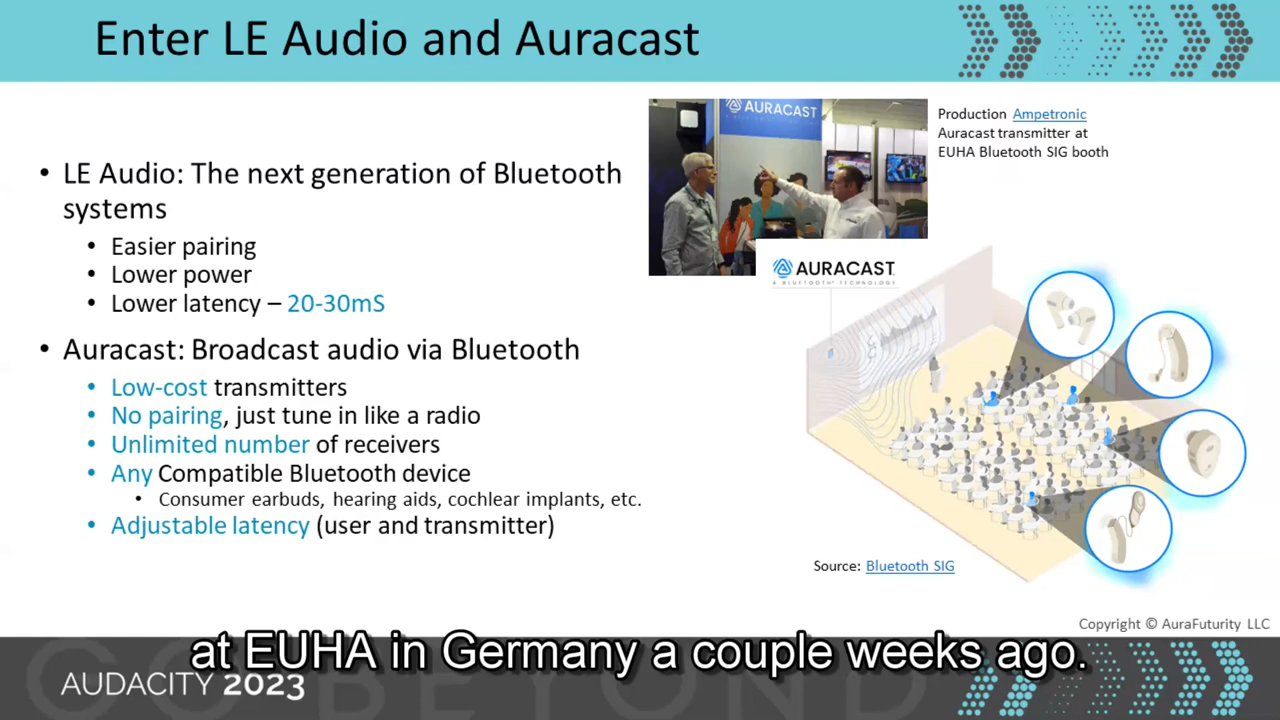 Enter LE Audio and Auracast
• LE Audio: The next generation of Bluetooth
systems
• Easier pairing
• Lower power
• Lower latency – 20-30mS
• Auracast: Broadcast audio via Bluetooth
• Low-cost transmitters
• No pairing, just tune in like a radio
• Unlimited number of receivers
• Any Compatible Bluetooth device
• Consumer earbuds, hearing aids, cochlear implants, etc.
• Adjustable latency (user and transmitter)
AURACAST
Production Ampetronic
Auracast transmitter at
EUHA Bluetooth SIG booth
AURACAST™
A BLUETOOTH® TECHNOLOGY
Source: Bluetooth SIG
Copyright © AuraFuturity LLC
at EUHA in Germany a couple weeks ago.
AUDACITY 2023